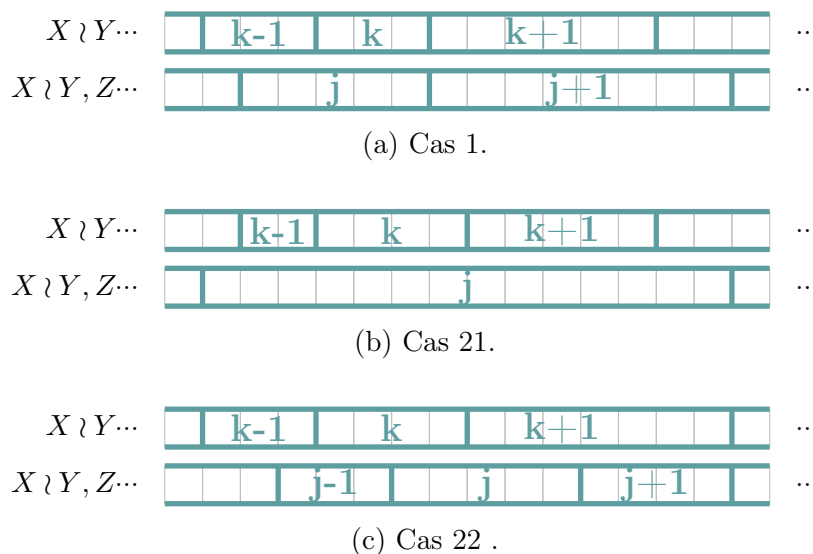 X ≀ Y ··· k-1 k k+1 ··
X ≀ Y, Z ··· j j+1 ··
(a) Cas 1.
X ≀ Y ··· k-1 k k+1 ··
X ≀ Y, Z ··· j ··
(b) Cas 21.
X ≀ Y ··· k-1 k k+1 ··
X ≀ Y, Z ··· j-1 j j+1 ··
(c) Cas 22 .